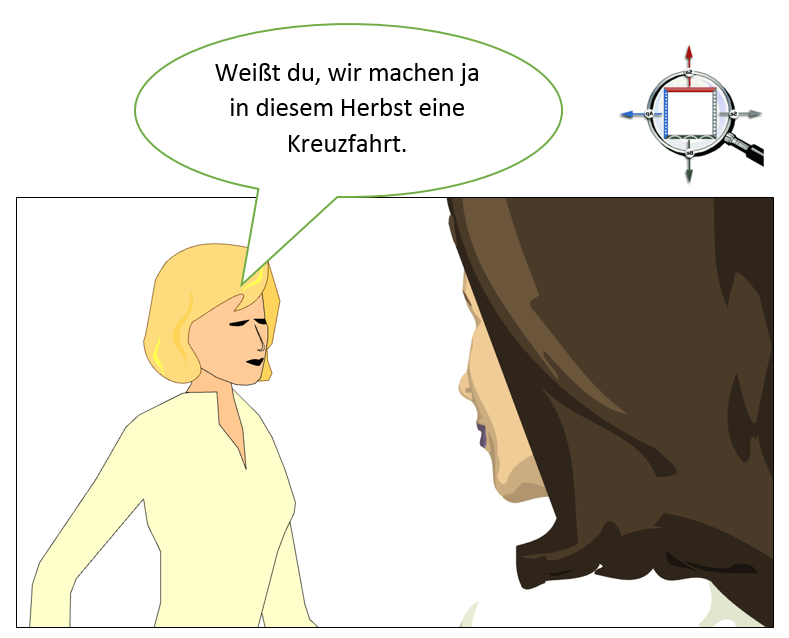 Weißt du, wir machen ja
in diesem Herbst eine
Kreuzfahrt.